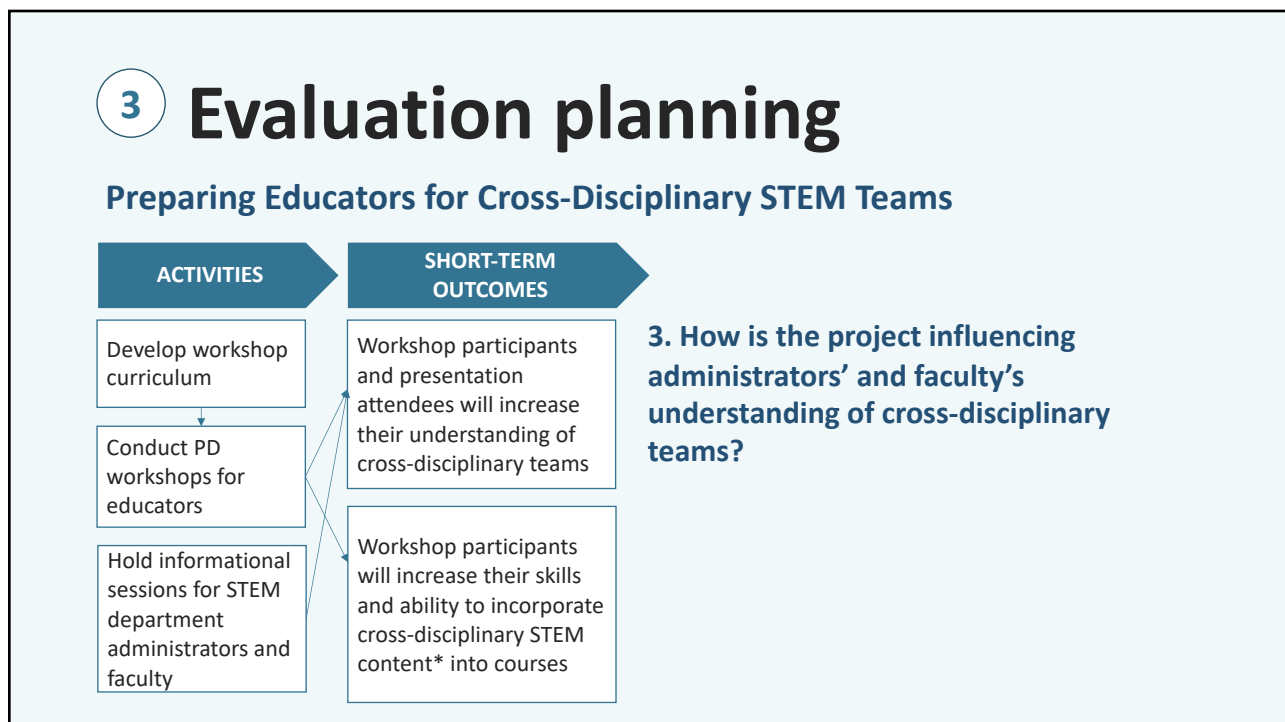 3 Evaluation planning
Preparing Educators for Cross-Disciplinary STEM Teams
ACTIVITIES
SHORT-TERM
OUTCOMES
Develop workshop
curriculum
Conduct PD
workshops for
educators
Hold informational
sessions for STEM
department
administrators and
faculty
Workshop participants
and presentation
attendees will increase
their understanding of
cross-disciplinary teams
Workshop participants
will increase their skills
and ability to incorporate
cross-disciplinary STEM
content* into courses
3. How is the project influencing
administrators’ and faculty’s
understanding of cross-disciplinary
teams?